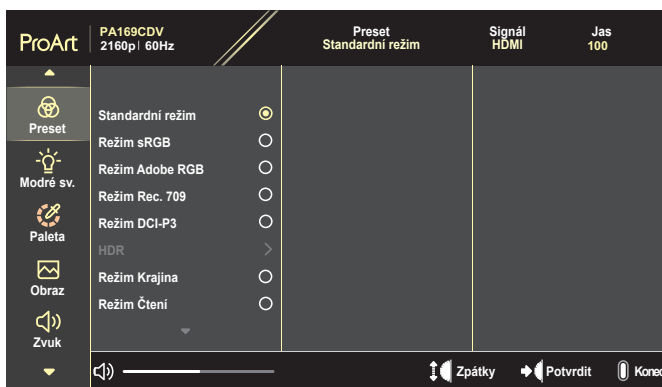 ProArt
PA169CDV
2160p | 60Hz
Preset
Standardní režim
Signál
HDMI
Jas
100
Preset
Modré sv.
Paleta
Obraz
Zvuk
Standardní režim
Režim sRGB
Režim Adobe RGB
Režim Rec. 709
Režim DCI-P3
HDR
Režim Krajina
Režim Čtení
Zpátky
Potvrdit
Konec